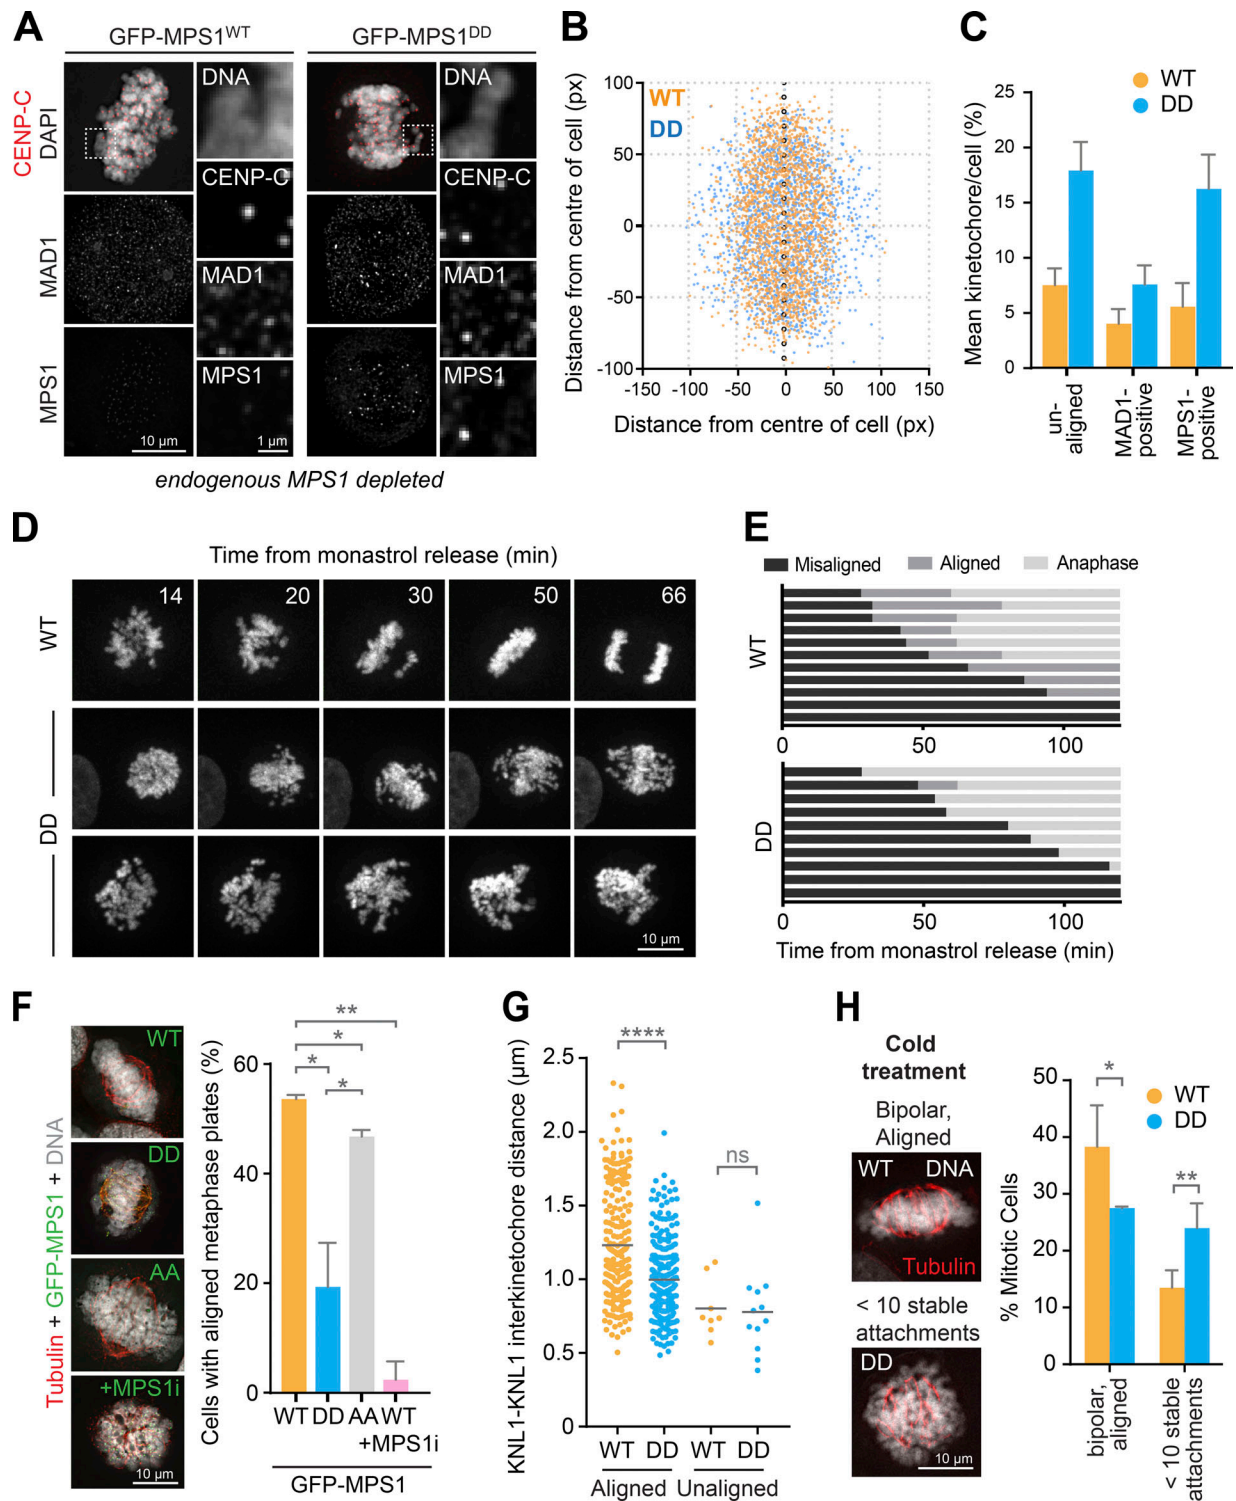 A
GFP-MPS1WT
GFP-MPS1DD
CENP-C
DAPI
MAD1
MPS1
DNA
CENP-C
MAD1
MPS1
DNA
CENP-C
MAD1
MPS1
10 µm
1 µm
endogenous MPS1 depleted
B
Distance from centre of cell (px)
WT
DD
100
50
0
-50
-100
-150 -100 -50 0 50 100 150
Distance from centre of cell (px)
C
WT
DD
Mean kinetochore/cell (%)
25
20
15
10
5
0
un-
aligned
MAD1-
positive
MPS1-
positive
D
Time from monastrol release (min)
14 20 30 50 66
WT
DD
10 µm
E
Misaligned Aligned Anaphase
WT
0 50 100
DD
0 50 100
Time from monastrol release (min)
F
Tubulin + GFP-MPS1 + DNA
WT
DD
AA
+MPS1i
10 µm
Cells with aligned metaphase plates (%)
60
40
20
0
**
*
* *
WT DD AA WT
+MPS1i
GFP-MPS1
G
KNL1-KNL1 interkinetochore distance (µm)
2.5
2.0
1.5
1.0
0.5
0
****
ns
WT DD WT DD
Aligned Unaligned
H
Cold
treatment
Bipolar,
Aligned
WT DNA
Tubulin
< 10 stable
attachments
DD
10 µm
% Mitotic Cells
50
40
30
20
10
0
WT
DD
*
**
bipolar,
aligned
< 10 stable
attachments